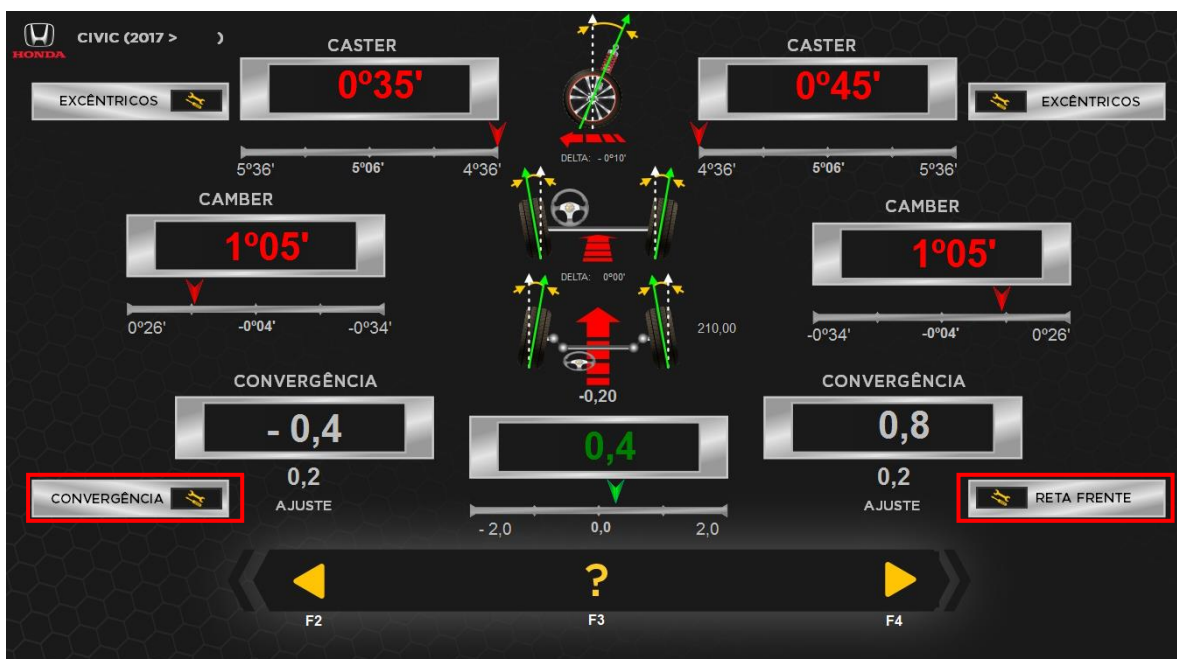 HONDA
CIVIC (2017 > )
CASTER
0º35'
EXCÊNTRICOS
5º36' 5º06' 4º36'
CASTER
0º45'
EXCÊNTRICOS
4º36' 5º06' 5º36'
DELTA: - 0º10'
CAMBER
1º05'
0º26' -0º04' -0º34'
CAMBER
1º05'
-0º34' -0º04' 0º26'
DELTA: 0º00'
210,00
-0,20
CONVERGÊNCIA
- 0,4
0,2
AJUSTE
CONVERGÊNCIA
0,4
- 2,0 0,0 2,0
CONVERGÊNCIA
0,8
0,2
AJUSTE
RETA FRENTE
?
F2 F3 F4